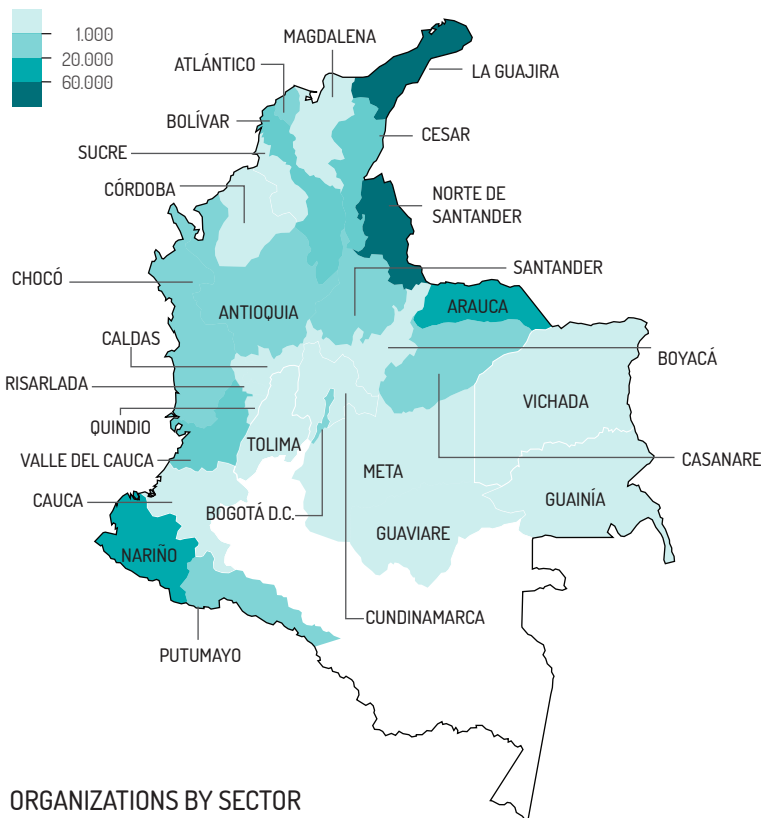 1.000
20.000
60.000
MAGDALENA
ATLÁNTICO
LA GUAJIRA
BOLÍVAR
CESAR
SUCRE
CÓRDOBA
NORTE DE
SANTANDER
CHOCÓ
SANTANDER
ANTIOQUIA
ARAUCA
CALDAS
BOYACÁ
RISARLADA
VICHADA
QUINDIO
TOLIMA
VALLE DEL CAUCA
META
CASANARE
CAUCA
GUAINÍA
BOGOTÁ D.C.
GUAVIARE
NARIÑO
CUNDINAMARCA
PUTUMAYO
ORGANIZATIONS BY SECTOR